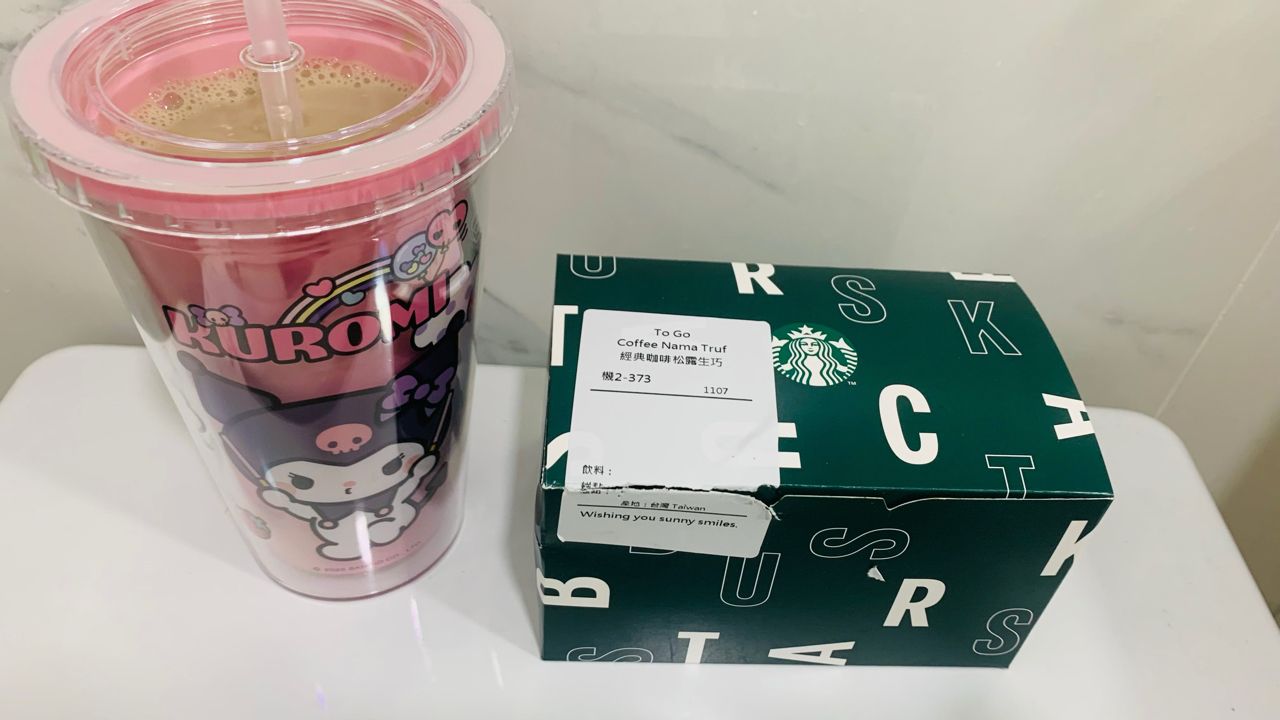 KUROMI
To Go
Coffee Nama Truf
經典咖啡松露生巧
機2-373
1107
飲料：
產地：台灣 Taiwan
Wishing you sunny smiles.
U
R
S
K
T
C
A
T
S
K
B
U
R
S
S
T
A